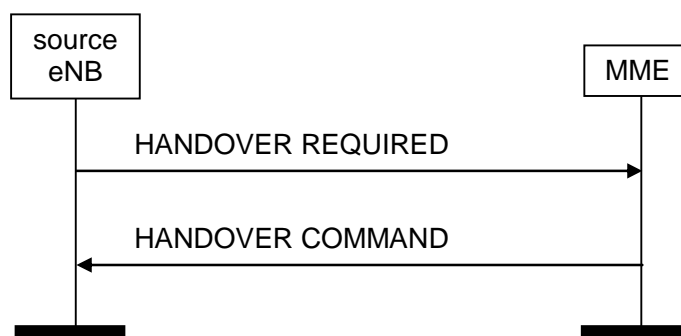 source
eNB
MME
HANDOVER REQUIRED
HANDOVER COMMAND